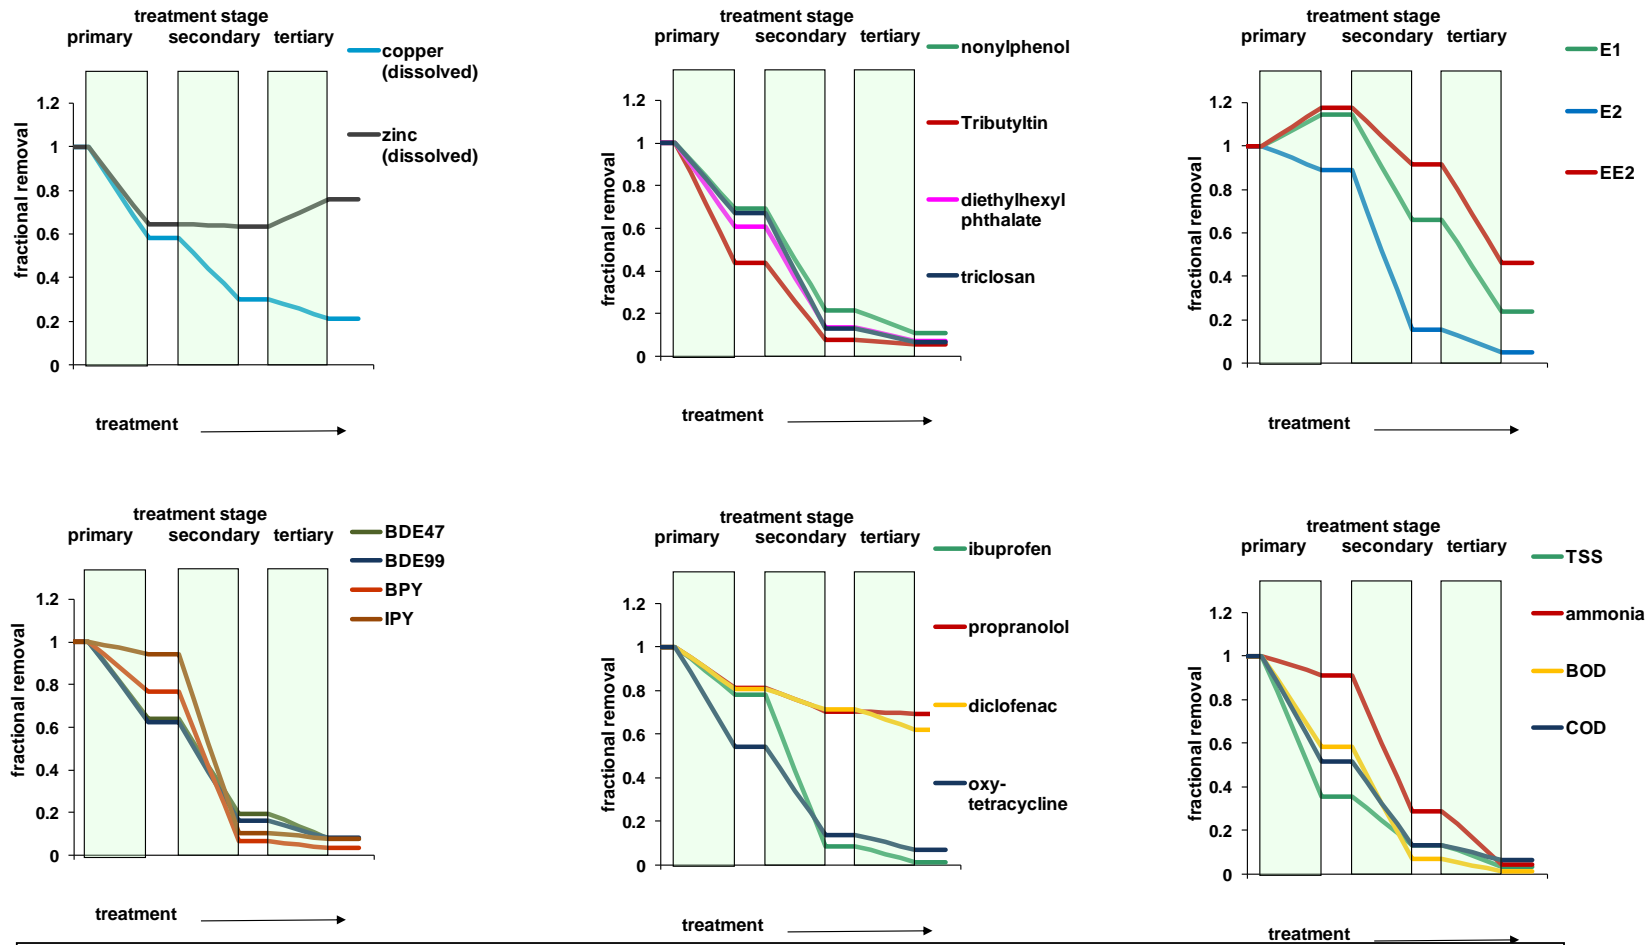 treatment stage
primary secondary tertiary
copper
(dissolved)
zinc
(dissolved)
fractional removal
1.2
1
0.8
0.6
0.4
0.2
0
treatment
treatment stage
primary secondary tertiary
nonylphenol
Tributyltin
diethylhexyl
phthalate
triclosan
fractional removal
1.2
1
0.8
0.6
0.4
0.2
0
treatment
treatment stage
primary secondary tertiary
E1
E2
EE2
fractional removal
1.2
1
0.8
0.6
0.4
0.2
0
treatment
treatment stage
primary secondary tertiary
BDE47
BDE99
BPY
IPY
fractional removal
1.2
1
0.8
0.6
0.4
0.2
0
treatment
treatment stage
primary secondary tertiary
ibuprofen
propranolol
diclofenac
oxy-
tetracycline
fractional removal
1.2
1
0.8
0.6
0.4
0.2
0
treatment
treatment stage
primary secondary tertiary
TSS
ammonia
BOD
COD
fractional removal
1.2
1
0.8
0.6
0.4
0.2
0
treatment